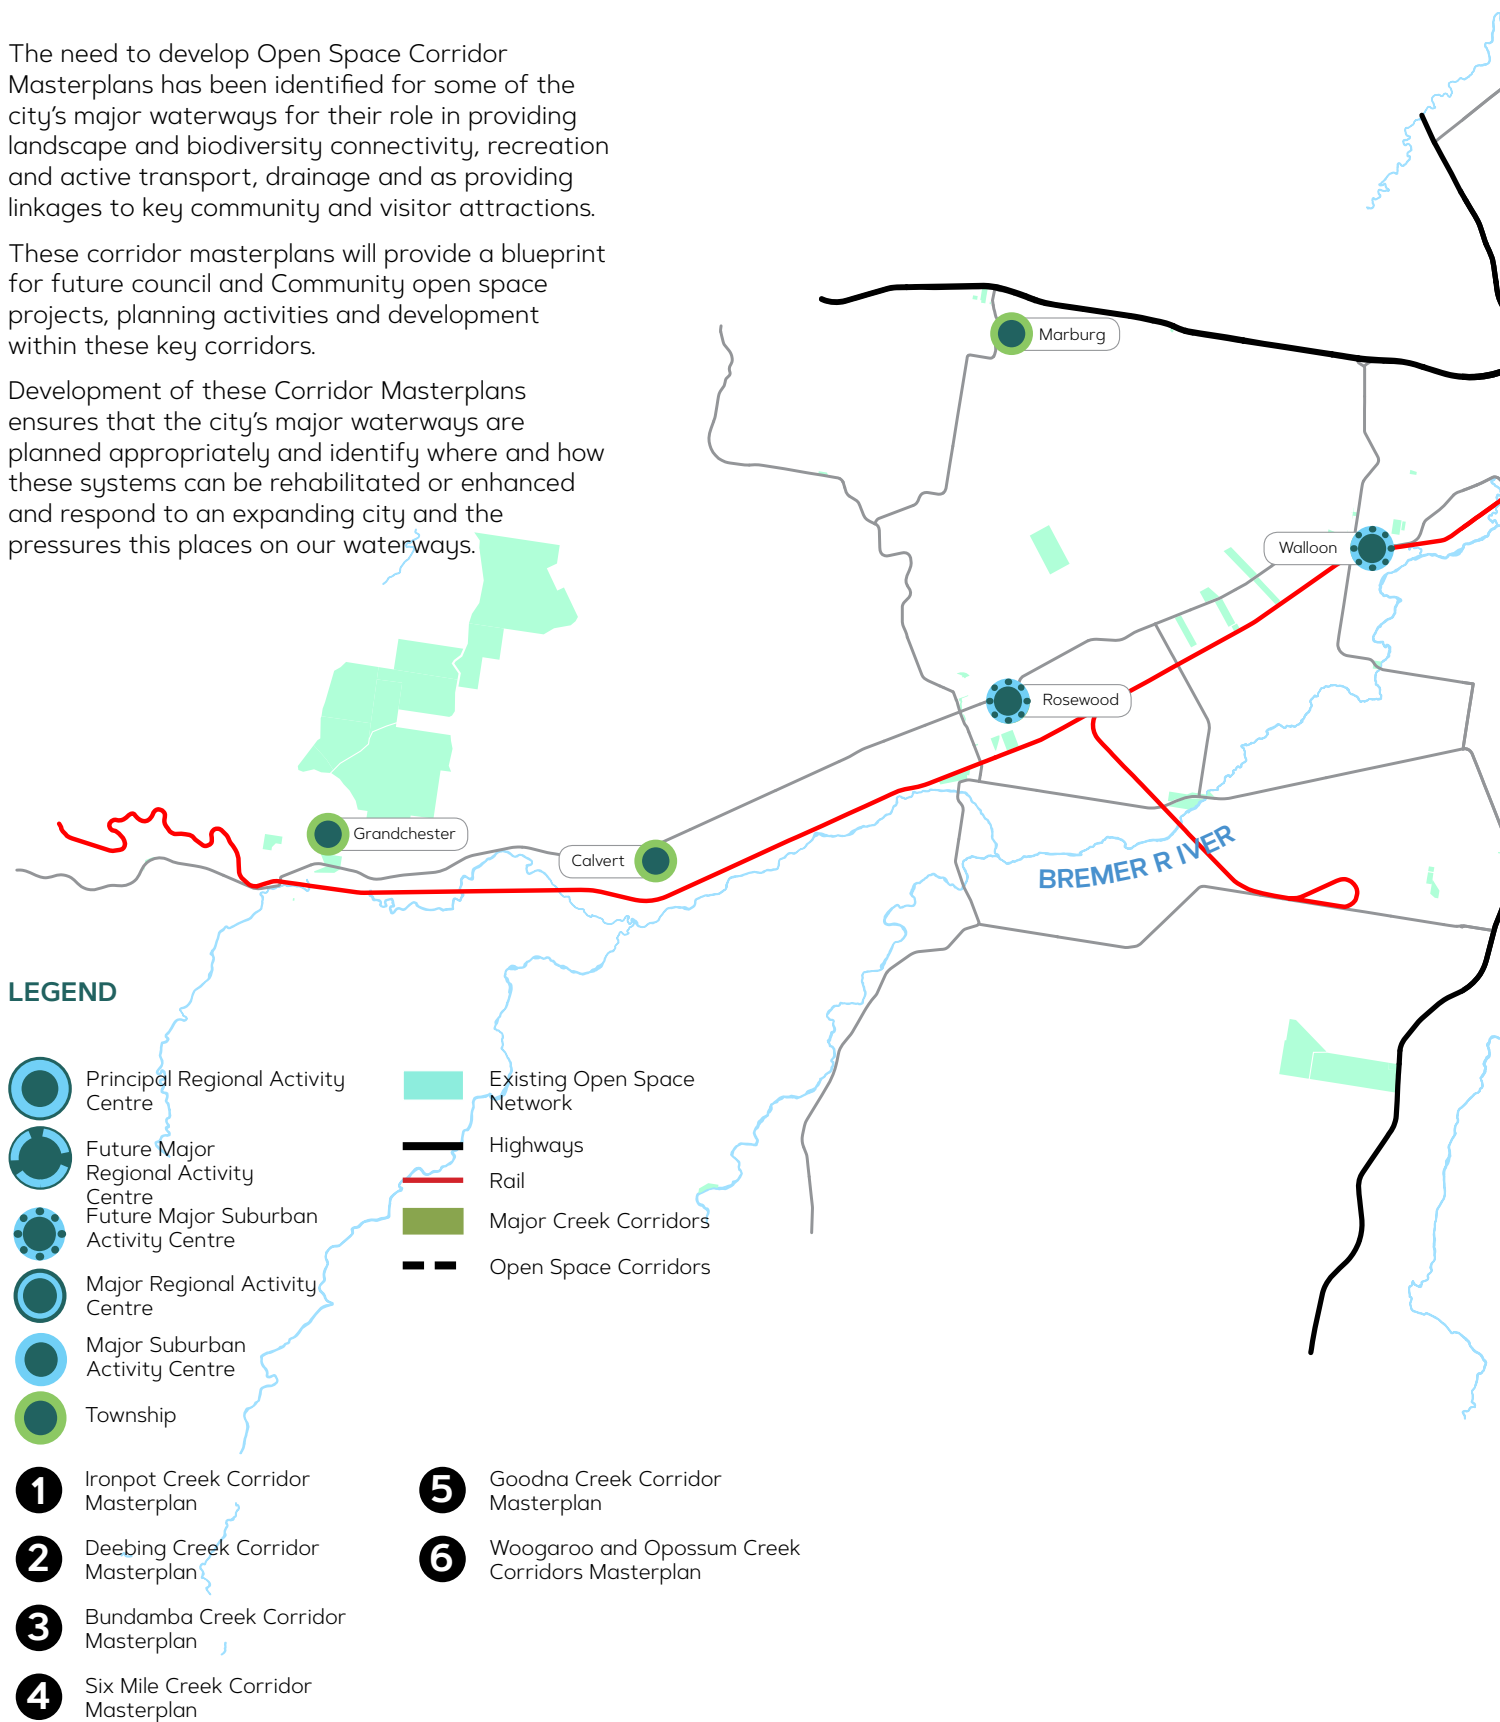 The need to develop Open Space Corridor
Masterplans has been identified for some of the
city's major waterways for their role in providing
landscape and biodiversity connectivity, recreation
and active transport, drainage and as providing
linkages to key community and visitor attractions.
These corridor masterplans will provide a blueprint
for future council and Community open space
projects, planning activities and development
within these key corridors.
Development of these Corridor Masterplans
ensures that the city's major waterways are
planned appropriately and identify where and how
these systems can be rehabilitated or enhanced
and respond to an expanding city and the
pressures this places on our waterways.
Marburg
Walloon
Rosewood
Grandchester
Calvert
BREMER R IVER
LEGEND
Principal Regional Activity
Centre
Future Major
Regional Activity
Centre
Future Major Suburban
Activity Centre
Major Regional Activity
Centre
Major Suburban
Activity Centre
Township
Existing Open Space
Network
Highways
Rail
Major Creek Corridors
Open Space Corridors
1 Ironpot Creek Corridor
Masterplan
2 Deebing Creek Corridor
Masterplan
3 Bundamba Creek Corridor
Masterplan
4 Six Mile Creek Corridor
Masterplan
5 Goodna Creek Corridor
Masterplan
6 Woogaroo and Opossum Creek
Corridors Masterplan